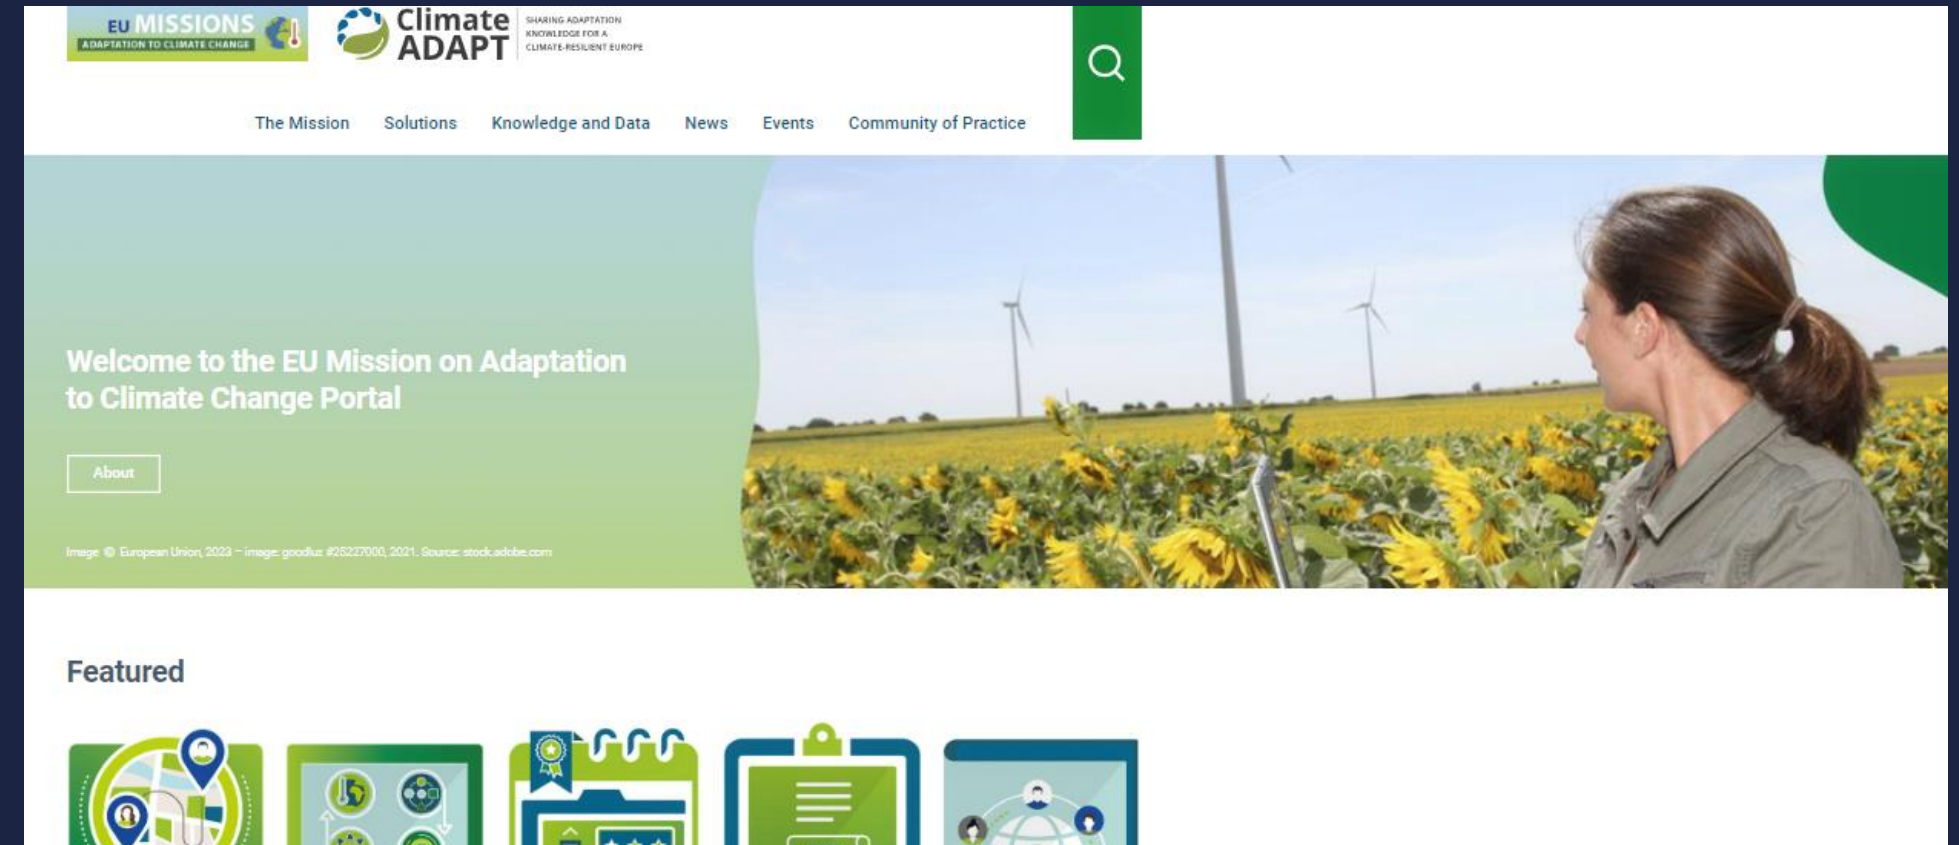 EU MISSIONS
ADAPTATION TO CLIMATE CHANGE
Climate
ADAPT
SHARING ADAPTATION
KNOWLEDGE FOR A
CLIMATE-RESILIENT EUROPE
The Mission Solutions Knowledge and Data News Events Community of Practice
Welcome to the EU Mission on Adaptation
to Climate Change Portal
About
Image © European Union, 2023 – image: goodluz #25227000, 2021. Source: stock.adobe.com
Featured